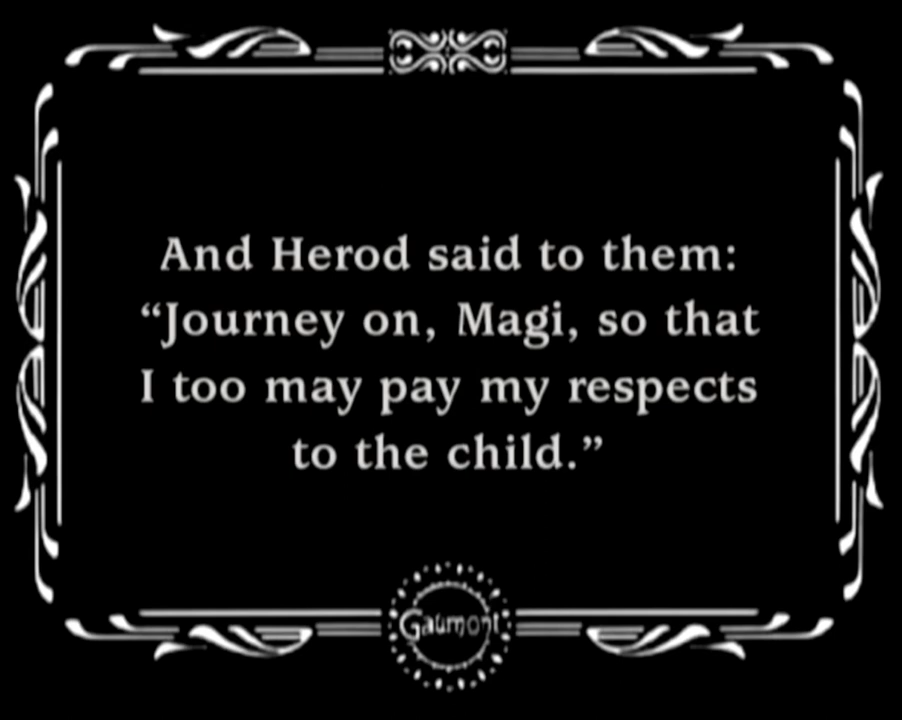 And Herod said to them:
“Journey on, Magi, so that
I too may pay my respects
to the child.”
Gaumont